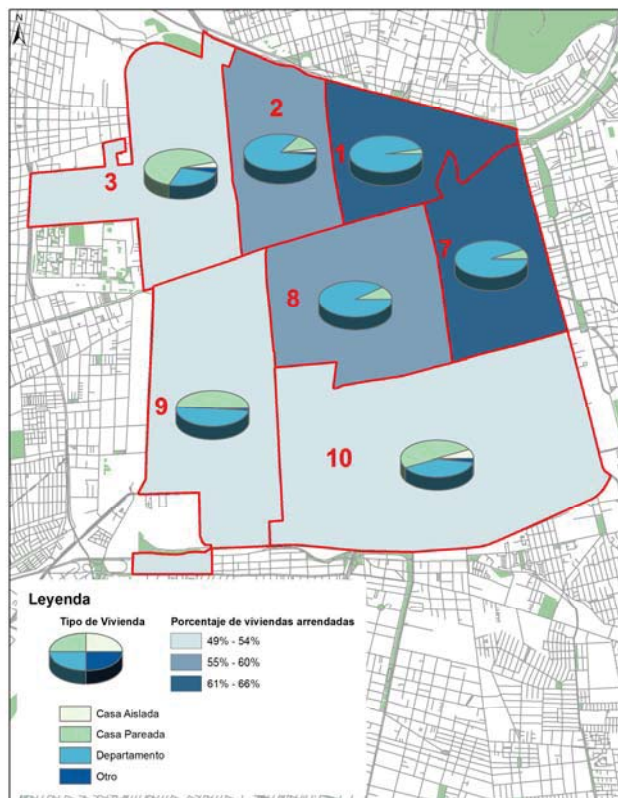 N
2
1
3
7
8
9
10
Leyenda
Tipo de Vivienda
Porcentaje de viviendas arrendadas
49% - 54%
55% - 60%
61% - 66%
Casa Aislada
Casa Pareada
Departamento
Otro